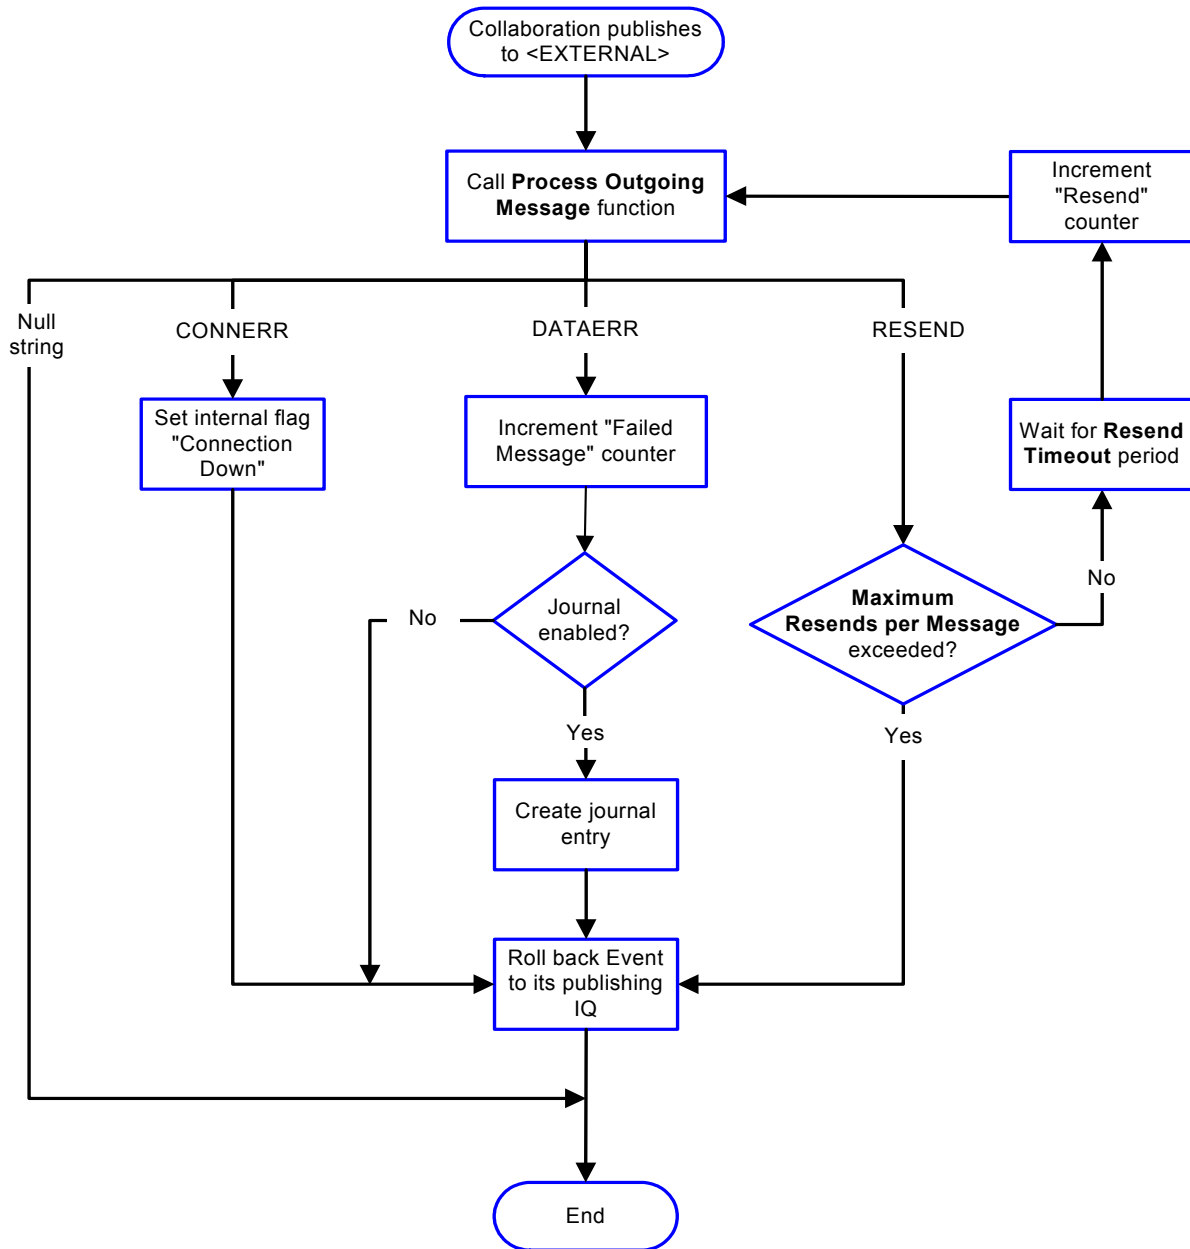 Collaboration publishes
to <EXTERNAL>
Call Process Outgoing
Message function
Increment
"Resend"
counter
Null
string
CONNERR
DATAERR
RESEND
Set internal flag
"Connection
Down"
Increment "Failed
Message" counter
Wait for Resend
Timeout period
No
Journal
enabled?
Maximum
Resends per Message
exceeded?
No
Yes
Yes
Create journal
entry
Roll back Event
to its publishing
IQ
End